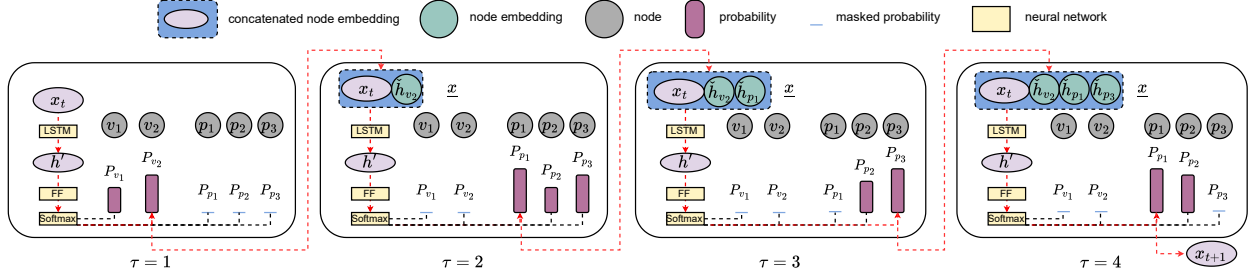 concatenated node embedding node embedding node probability masked probability neural network
x_t
LSTM
h'
FF
Softmax
v_1 v_2 p_1 p_2 p_3
P_{v_1} P_{v_2} P_{p_1} P_{p_2} P_{p_3}
τ = 1
x_t h̃_{v_2} x
LSTM
h'
FF
Softmax
v_1 v_2 p_1 p_2 p_3
P_{v_1} P_{v_2} P_{p_1} P_{p_2} P_{p_3}
τ = 2
x_t h̃_{v_2} h̃_{p_1} x
LSTM
h'
FF
Softmax
v_1 v_2 p_1 p_2 p_3
P_{v_1} P_{v_2} P_{p_1} P_{p_2} P_{p_3}
τ = 3
x_t h̃_{v_2} h̃_{p_1} h̃_{p_3} x
LSTM
h'
FF
Softmax
v_1 v_2 p_1 p_2 p_3
P_{v_1} P_{v_2} P_{p_1} P_{p_2} P_{p_3}
τ = 4
x_{t+1}